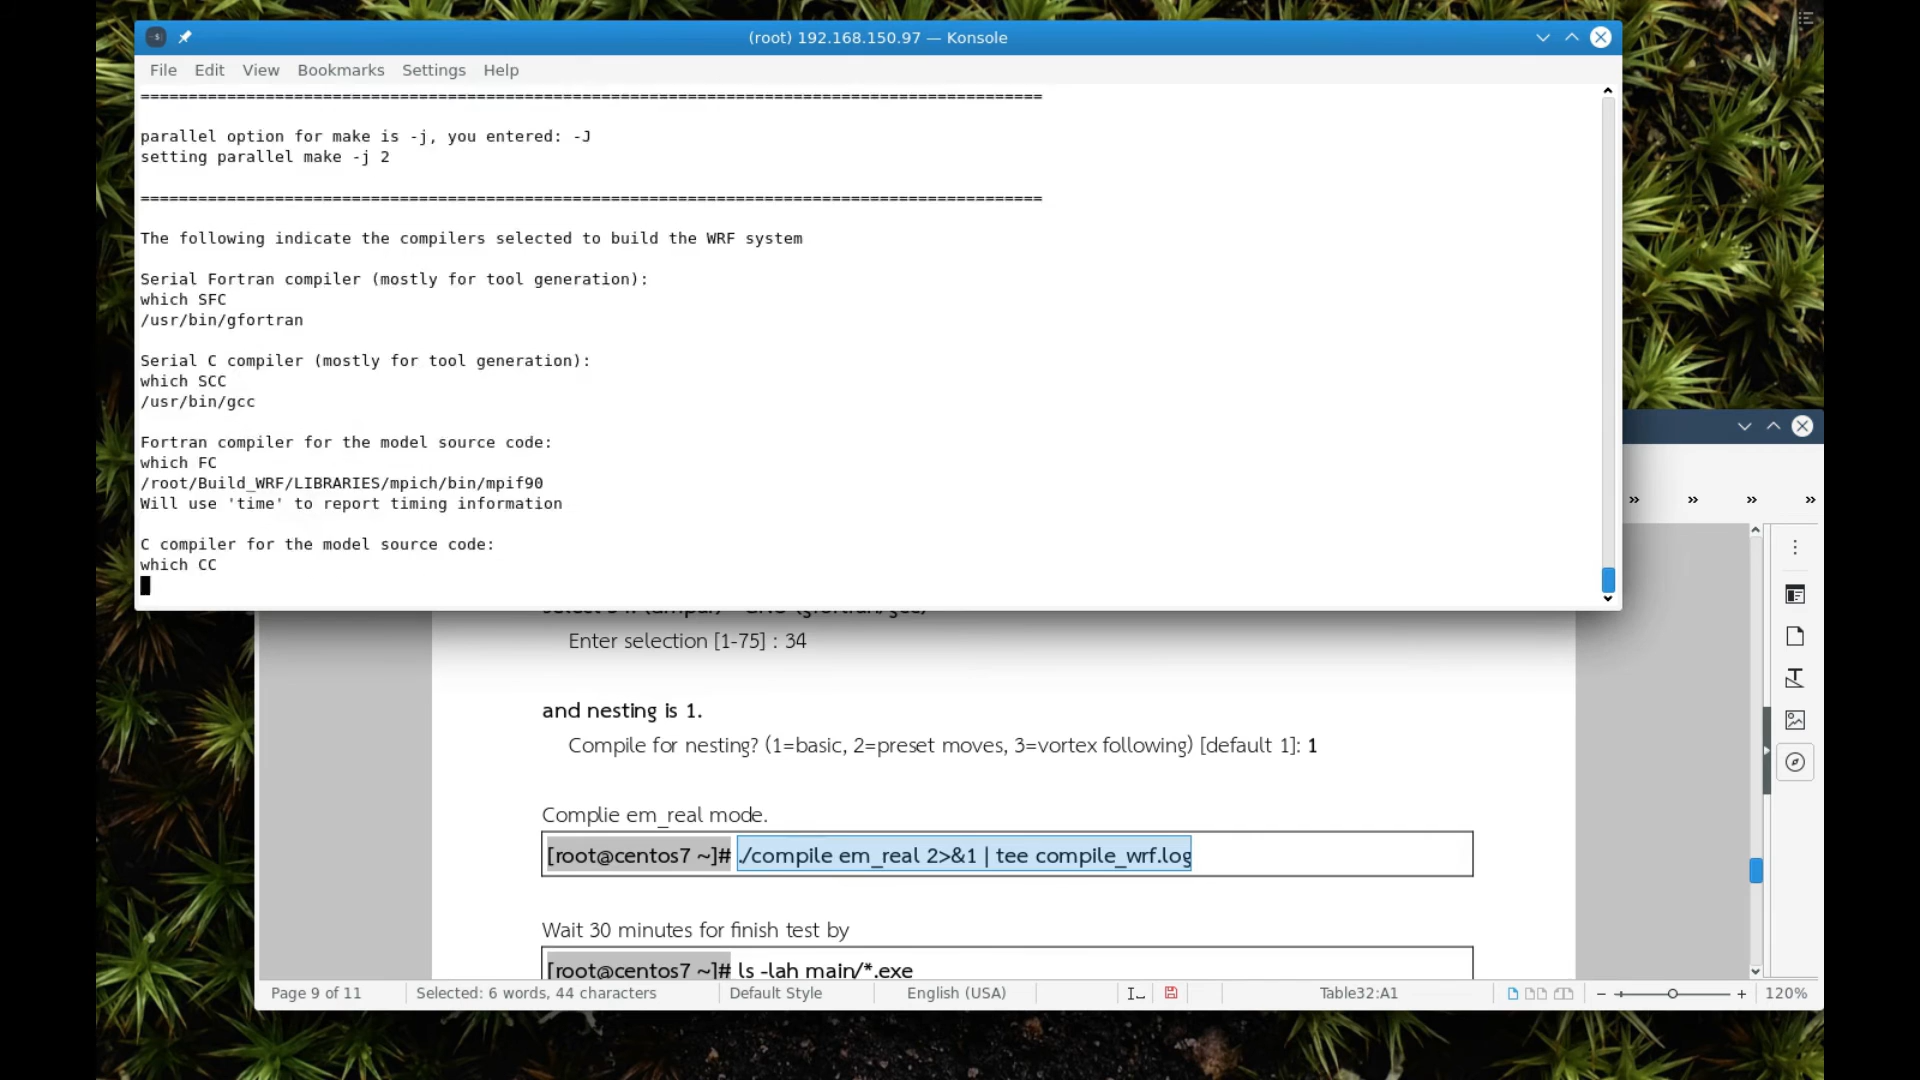 (root) 192.168.150.97 — Konsole
File Edit View Bookmarks Settings Help
==============================================================================================
parallel option for make is -j, you entered: -J
setting parallel make -j 2
==============================================================================================
The following indicate the compilers selected to build the WRF system
Serial Fortran compiler (mostly for tool generation):
which SFC
/usr/bin/gfortran
Serial C compiler (mostly for tool generation):
which SCC
/usr/bin/gcc
Fortran compiler for the model source code:
which FC
/root/Build_WRF/LIBRARIES/mpich/bin/mpif90
Will use 'time' to report timing information
C compiler for the model source code:
which CC
Enter selection [1-75] : 34
and nesting is 1.
Compile for nesting? (1=basic, 2=preset moves, 3=vortex following) [default 1]: 1
Complie em_real mode.
[root@centos7 ~]# ./compile em_real 2>&1 | tee compile_wrf.log
Wait 30 minutes for finish test by
[root@centos7 ~]# ls -lah main/*.exe
Page 9 of 11 Selected: 6 words, 44 characters Default Style English (USA) Table32:A1 120%